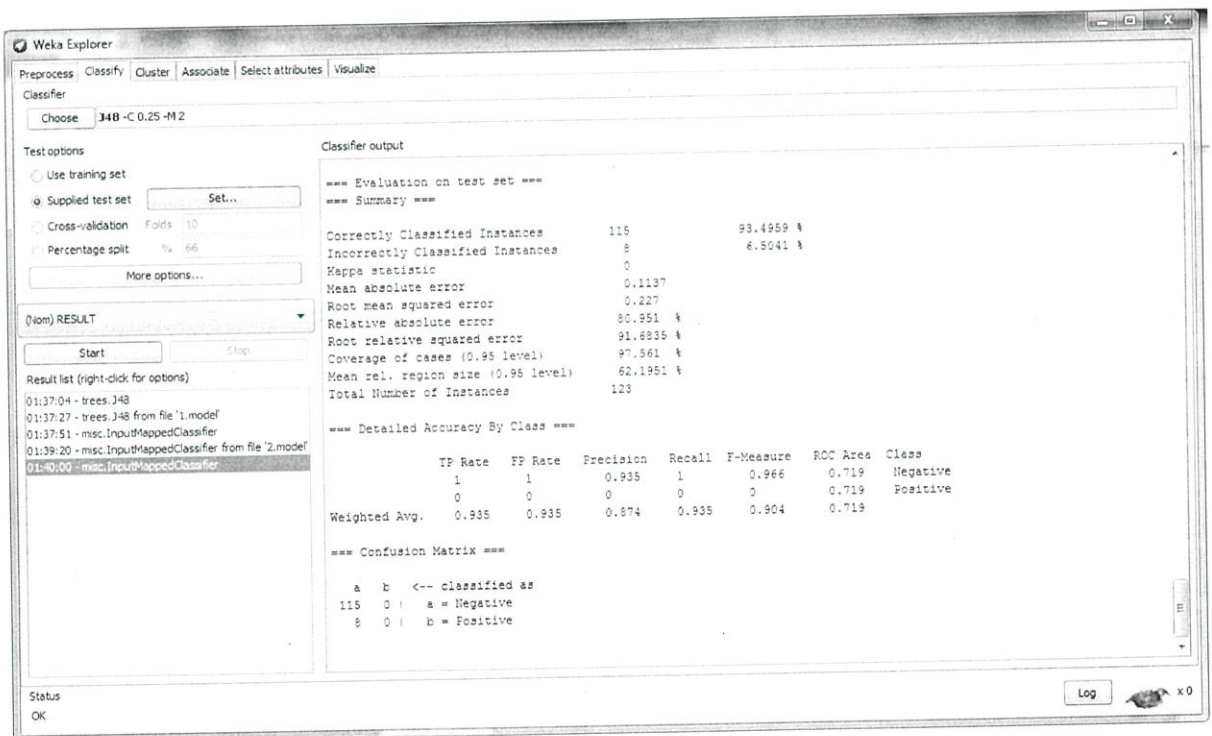 Weka Explorer
Preprocess Classify Cluster Associate Select attributes Visualize
Classifier
Choose J48 -C 0.25 -M 2
Test options
Use training set
Supplied test set Set...
Cross-validation Folds 10
Percentage split % 66
More options...
(Nom) RESULT
Start Stop
Result list (right-click for options)
01:37:04 - trees.J48
01:37:27 - trees.J48 from file '1.model'
01:37:51 - misc.InputMappedClassifier
01:39:20 - misc.InputMappedClassifier from file '2.model'
01:40:00 - misc.InputMappedClassifier
Classifier output
=== Evaluation on test set ===
=== Summary ===
Correctly Classified Instances 115 93.4959 %
Incorrectly Classified Instances 8 6.5041 %
Kappa statistic 0
Mean absolute error 0.1137
Root mean squared error 0.227
Relative absolute error 80.951 %
Root relative squared error 91.6835 %
Coverage of cases (0.95 level) 97.561 %
Mean rel. region size (0.95 level) 62.1951 %
Total Number of Instances 123
=== Detailed Accuracy By Class ===
TP Rate FP Rate Precision Recall F-Measure ROC Area Class
1 1 0.935 1 0.966 0.719 Negative
0 0 0 0 0 0.719 Positive
Weighted Avg. 0.935 0.935 0.874 0.935 0.904 0.719
=== Confusion Matrix ===
a b <-- classified as
115 0 | a = Negative
8 0 | b = Positive
Status
OK
Log x 0